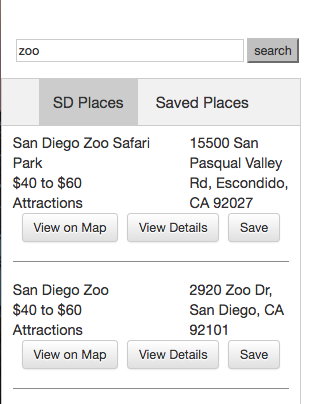 zoo
search
SD Places
Saved Places
San Diego Zoo Safari
Park
$40 to $60
Attractions
15500 San
Pasqual Valley
Rd, Escondido,
CA 92027
View on Map
View Details
Save
San Diego Zoo
$40 to $60
Attractions
2920 Zoo Dr,
San Diego, CA
92101
View on Map
View Details
Save